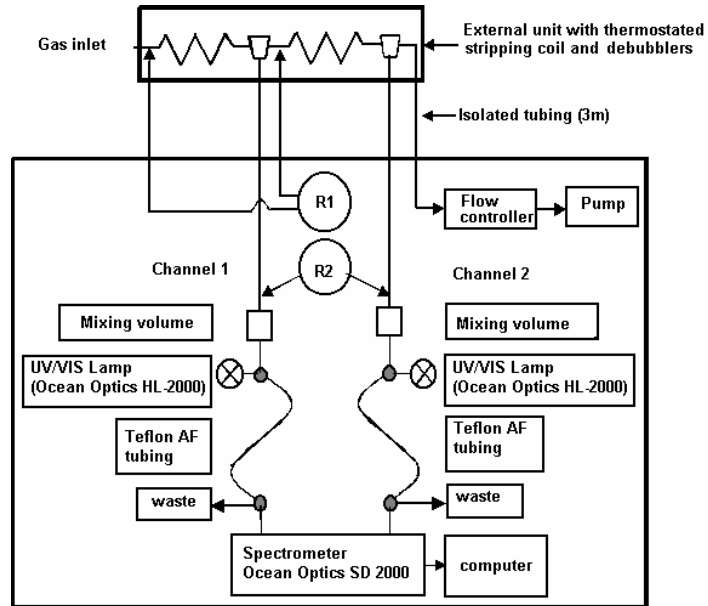 Gas inlet
External unit with thermostated
stripping coil and debubblers
Isolated tubing (3m)
R1
Flow
controller
Pump
Channel 1
R2
Channel 2
Mixing volume
Mixing volume
UV/VIS Lamp
(Ocean Optics HL-2000)
UV/VIS Lamp
(Ocean Optics HL-2000)
Teflon AF
tubing
Teflon AF
tubing
waste
waste
Spectrometer
Ocean Optics SD 2000
computer